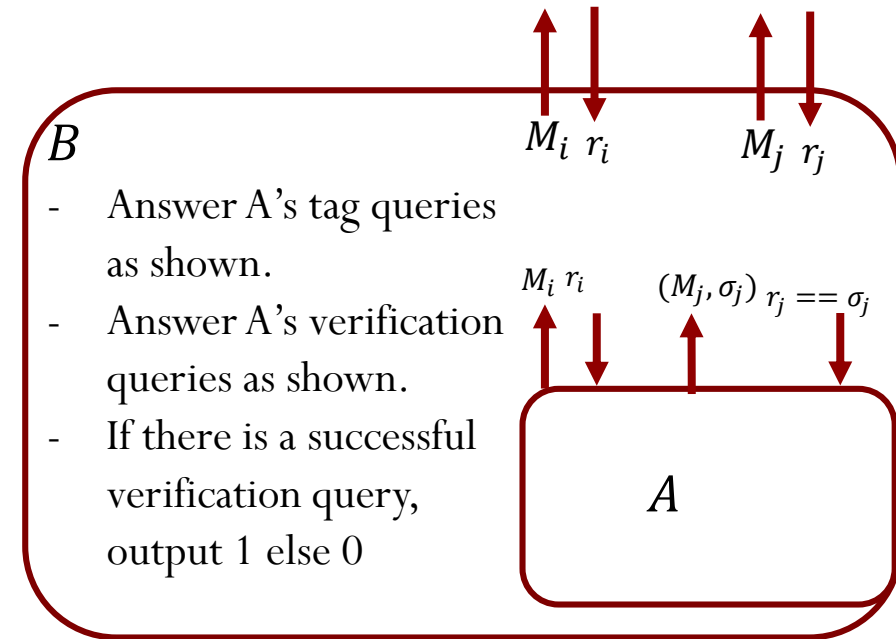 B
M_i r_i
M_j r_j
- Answer A’s tag queries
as shown.
- Answer A’s verification
queries as shown.
- If there is a successful
verification query,
output 1 else 0
M_i r_i
(M_j, σ_j) r_j == σ_j
A